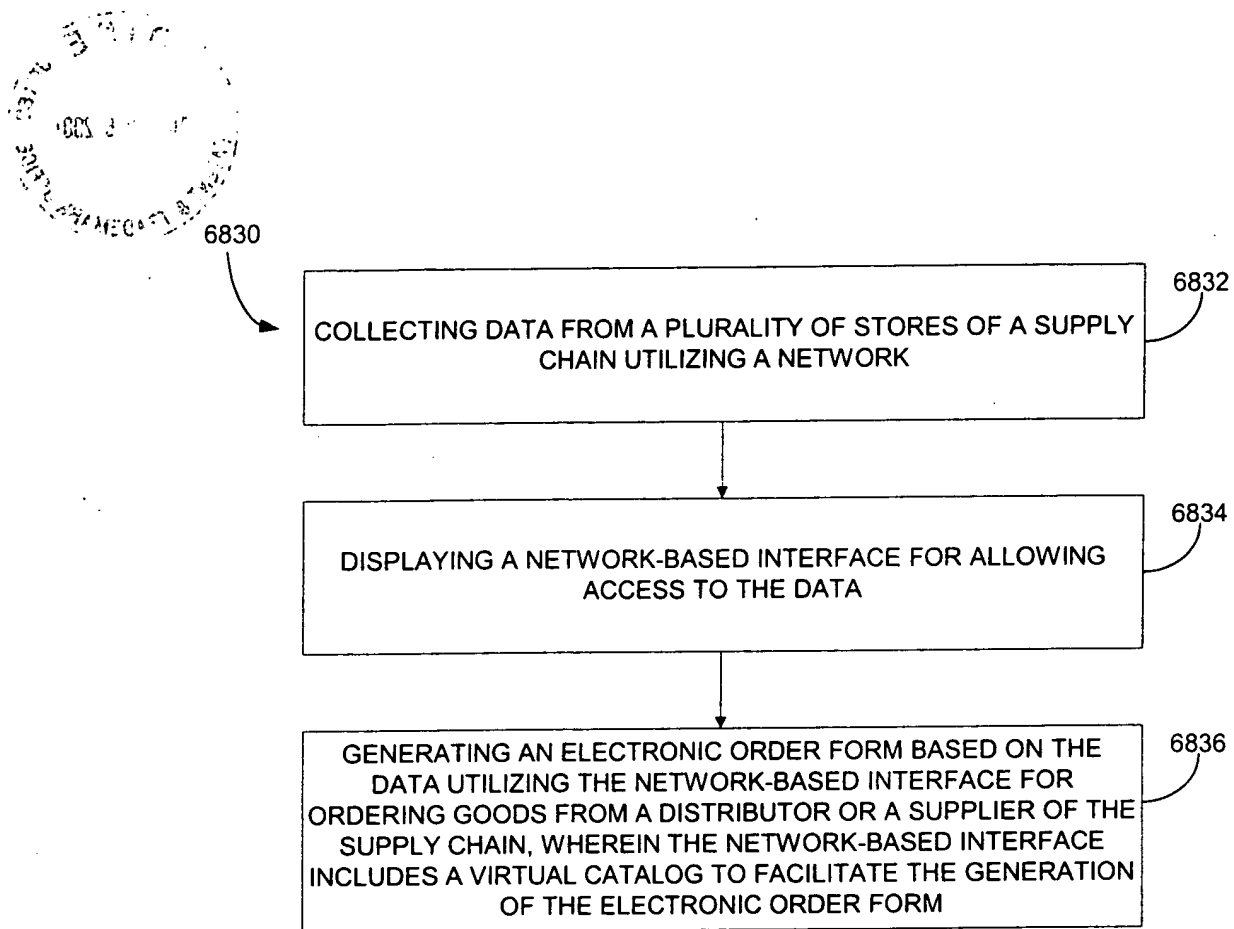 6830
6832
COLLECTING DATA FROM A PLURALITY OF STORES OF A SUPPLY
CHAIN UTILIZING A NETWORK
6834
DISPLAYING A NETWORK-BASED INTERFACE FOR ALLOWING
ACCESS TO THE DATA
6836
GENERATING AN ELECTRONIC ORDER FORM BASED ON THE
DATA UTILIZING THE NETWORK-BASED INTERFACE FOR
ORDERING GOODS FROM A DISTRIBUTOR OR A SUPPLIER OF THE
SUPPLY CHAIN, WHEREIN THE NETWORK-BASED INTERFACE
INCLUDES A VIRTUAL CATALOG TO FACILITATE THE GENERATION
OF THE ELECTRONIC ORDER FORM